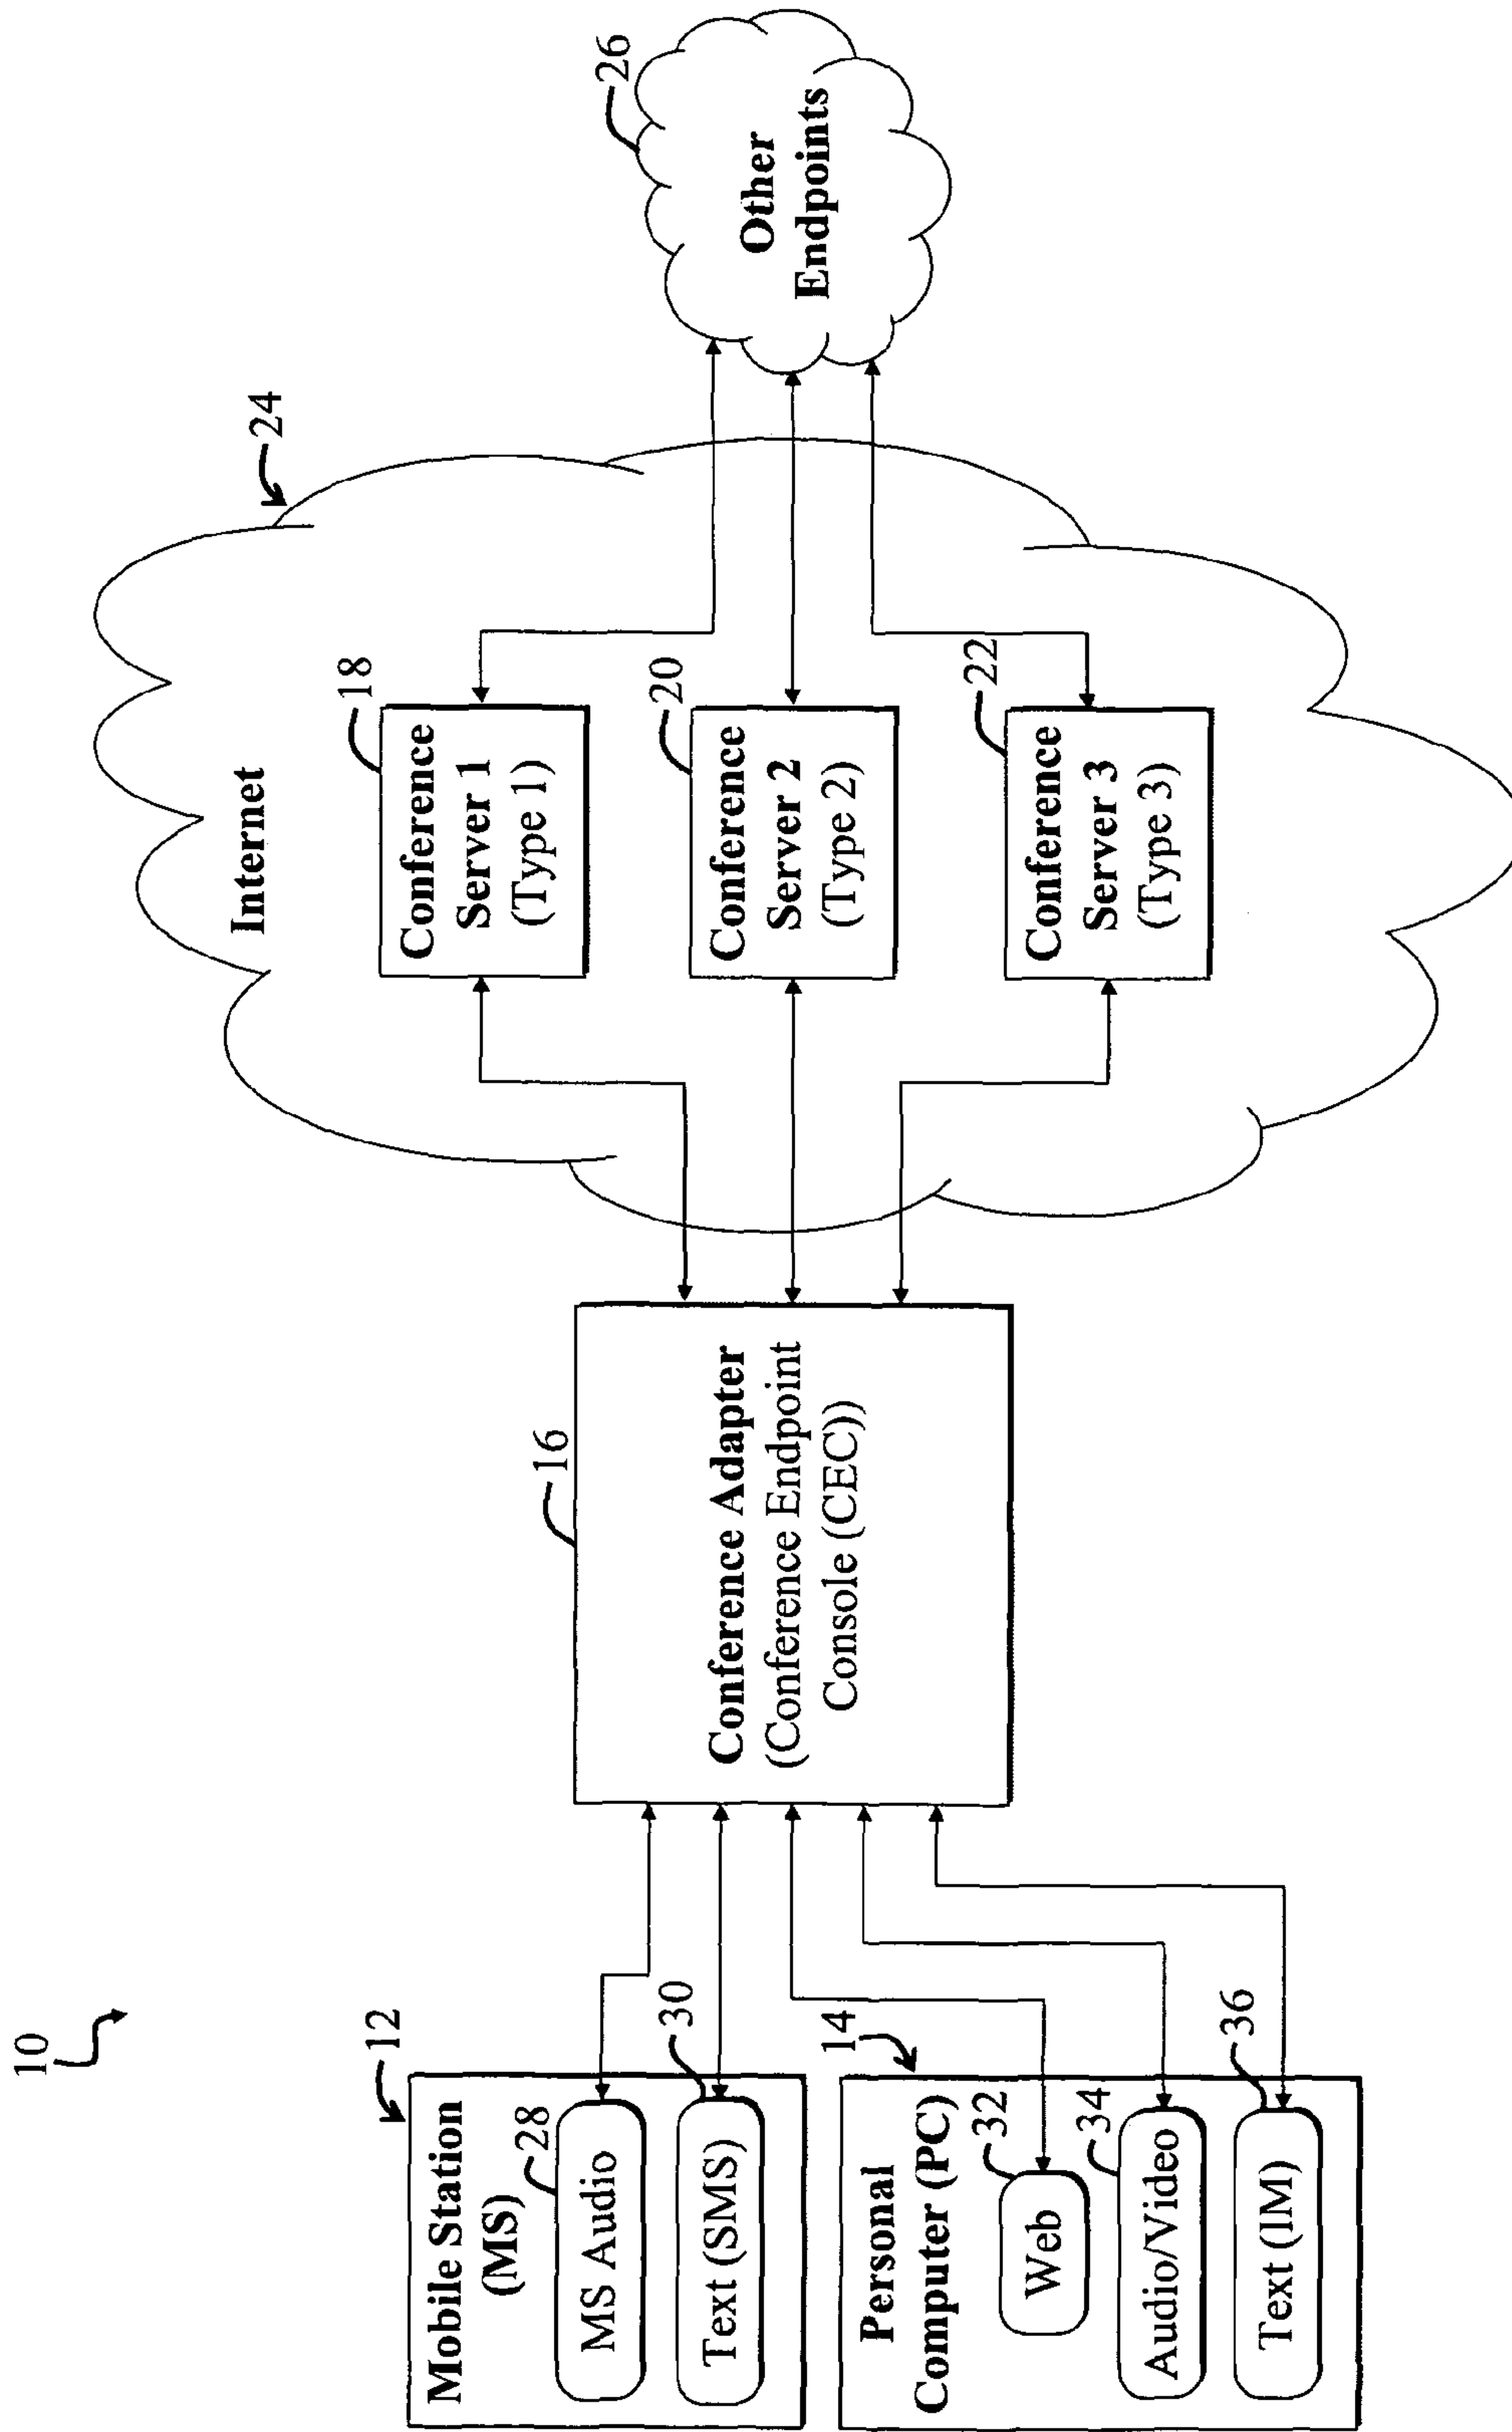 10
12
Mobile Station
(MS)
28
MS Audio
30
Text (SMS)
14
Personal
Computer (PC)
32
Web
34
Audio/Video
36
Text (IM)
16
Conference Adapter
(Conference Endpoint
Console (CEC))
Internet
24
18
Conference
Server 1
(Type 1)
20
Conference
Server 2
(Type 2)
22
Conference
Server 3
(Type 3)
26
Other
Endpoints